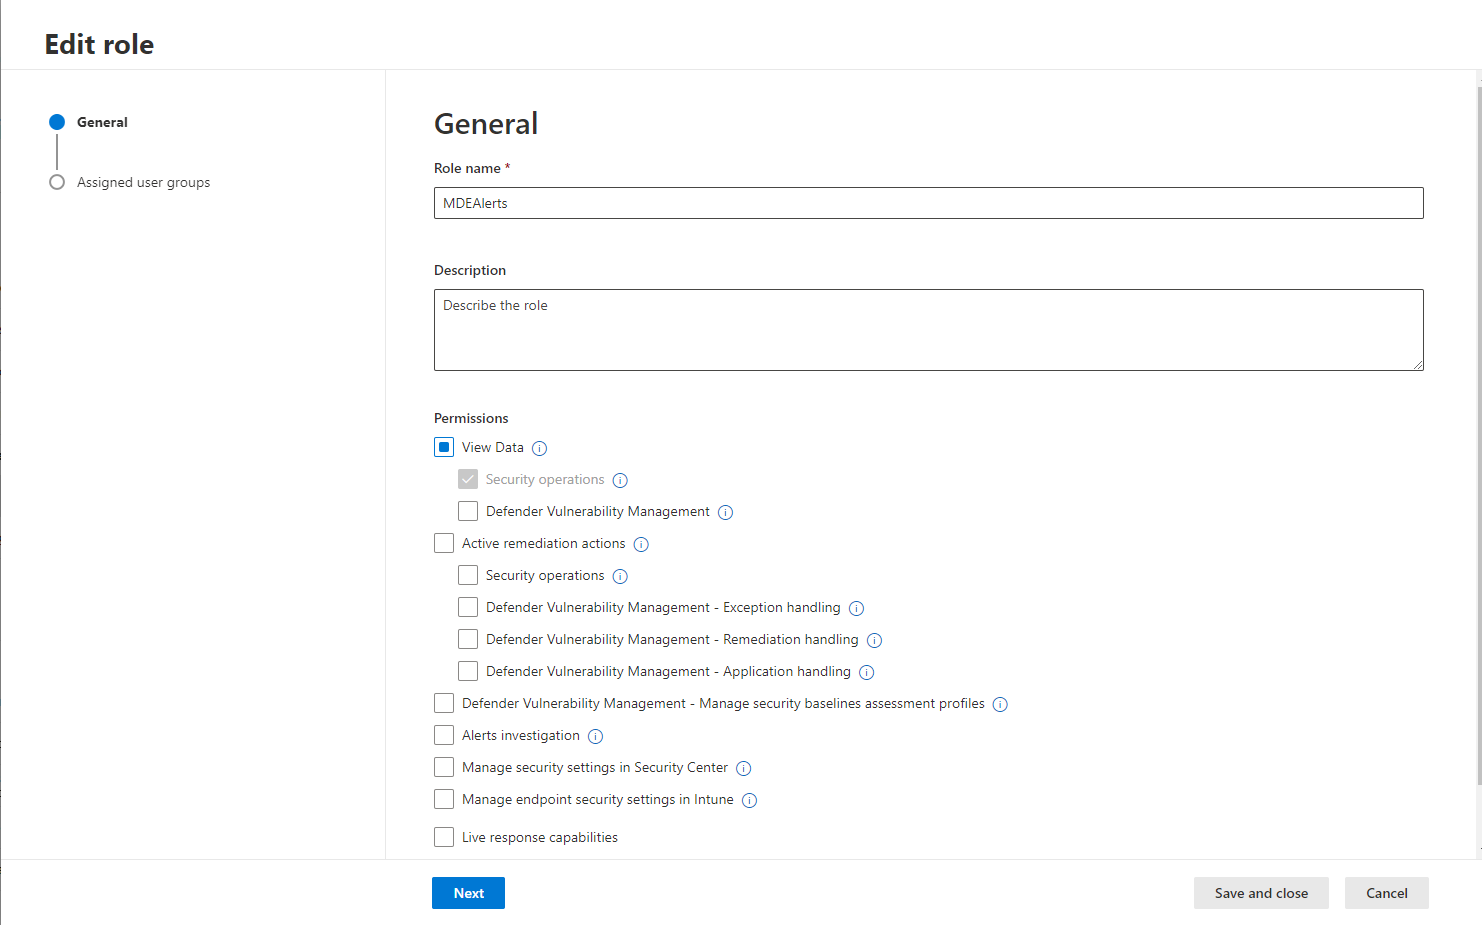 Edit role
General
Assigned user groups
General
Role name *
MDEAlerts
Description
Describe the role
Permissions
View Data
Security operations
Defender Vulnerability Management
Active remediation actions
Security operations
Defender Vulnerability Management - Exception handling
Defender Vulnerability Management - Remediation handling
Defender Vulnerability Management - Application handling
Defender Vulnerability Management - Manage security baselines assessment profiles
Alerts investigation
Manage security settings in Security Center
Manage endpoint security settings in Intune
Live response capabilities
Next
Save and close
Cancel